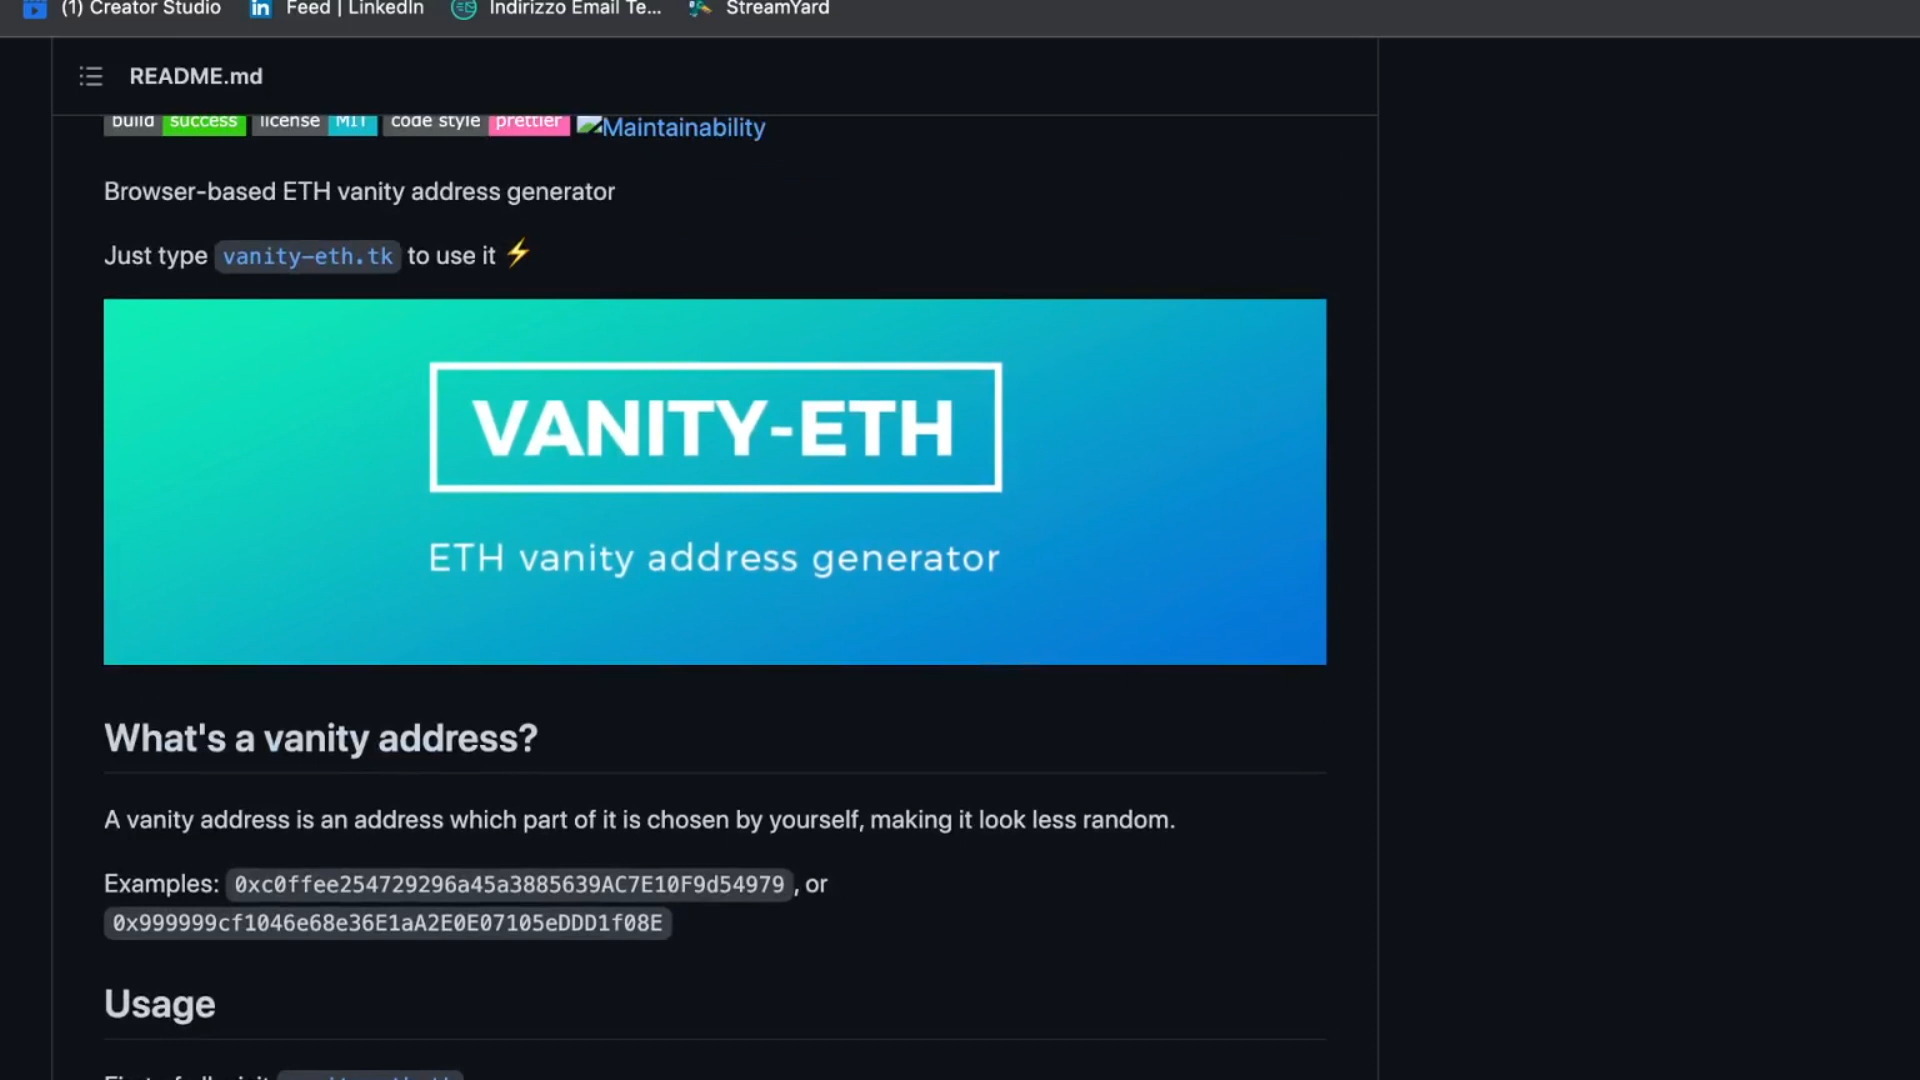 (1) Creator Studio Feed | LinkedIn Indirizzo Email Te... StreamYard
README.md
build success license MIT code style prettier Maintainability
Browser-based ETH vanity address generator
Just type vanity-eth.tk to use it ⚡
VANITY-ETH
ETH vanity address generator
What's a vanity address?
A vanity address is an address which part of it is chosen by yourself, making it look less random.
Examples: 0xc0ffee254729296a45a3885639AC7E10F9d54979, or
0x999999cf1046e68e36E1aA2E0E07105eDDD1f08E
Usage